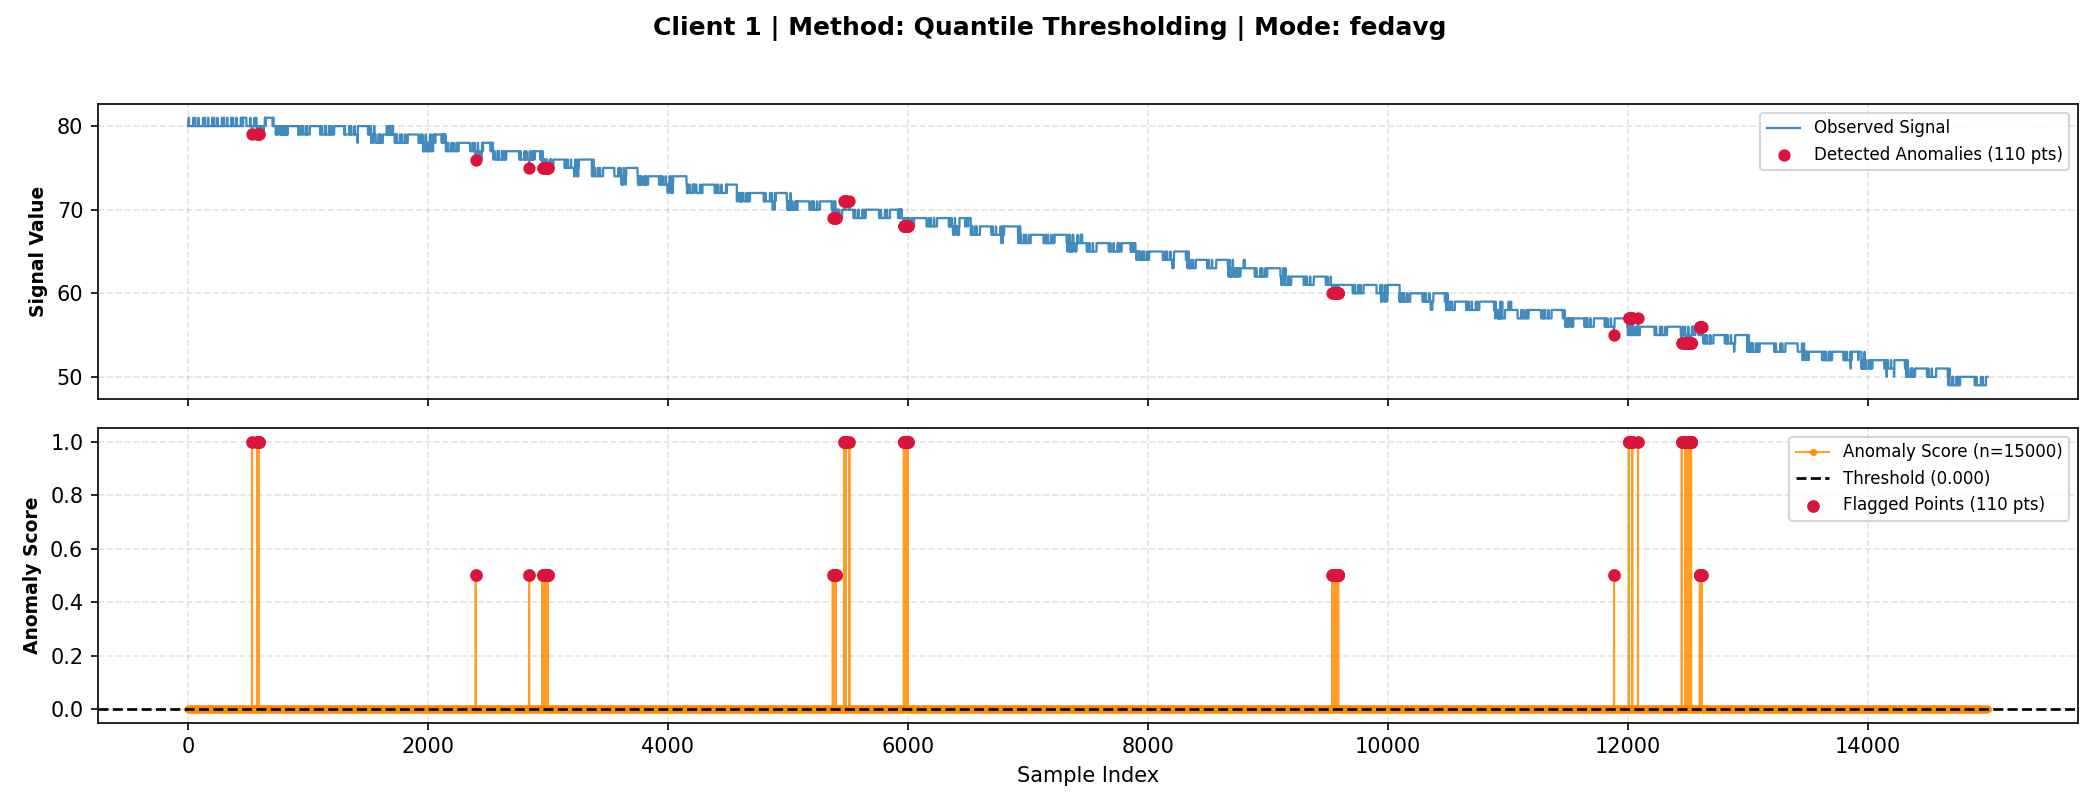 Client 1 | Method: Quantile Thresholding | Mode: fedavg
Signal Value
80
70
60
50
Observed Signal
Detected Anomalies (110 pts)
Anomaly Score
1.0
0.8
0.6
0.4
0.2
0.0
Anomaly Score (n=15000)
Threshold (0.000)
Flagged Points (110 pts)
0 2000 4000 6000 8000 10000 12000 14000
Sample Index